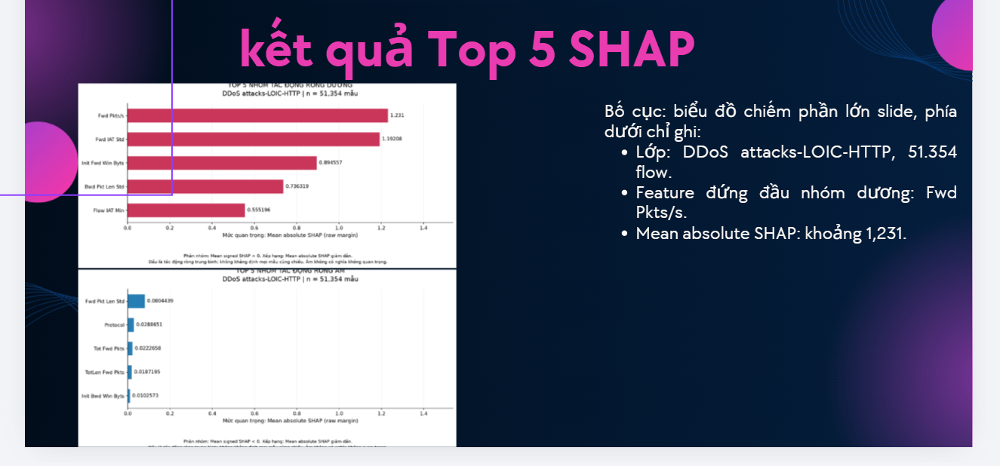 kết quả Top 5 SHAP
TOP 5 NHÓM TÁC ĐỘNG RÒNG DƯƠNG
DDoS attacks-LOIC-HTTP | n = 51,354 mẫu
Fwd Pkts/s
1.231
Fwd IAT Std
1.19208
Init Fwd Win Byts
0.894557
Bwd Pkt Len Std
0.736319
Flow IAT Min
0.555196
0.0 0.2 0.4 0.6 0.8 1.0 1.2 1.4
Mức quan trọng: Mean absolute SHAP (raw margin)
Phân nhóm: Mean signed SHAP > 0. Xếp hạng: Mean absolute SHAP giảm dần.
Dấu là tác động ròng trung bình; không khẳng định mọi mẫu cùng chiều. Âm không có nghĩa không quan trọng.
TOP 5 NHÓM TÁC ĐỘNG RÒNG ÂM
DDoS attacks-LOIC-HTTP | n = 51,354 mẫu
Fwd Pkt Len Std
0.0804439
Protocol
0.0288651
Tot Fwd Pkts
0.0222658
TotLen Fwd Pkts
0.0187195
Init Bwd Win Byts
0.0102573
0.0 0.2 0.4 0.6 0.8 1.0 1.2 1.4
Mức quan trọng: Mean absolute SHAP (raw margin)
Phân nhóm: Mean signed SHAP < 0. Xếp hạng: Mean absolute SHAP giảm dần.
Bố cục: biểu đồ chiếm phần lớn slide, phía
dưới chỉ ghi:
• Lớp: DDoS attacks-LOIC-HTTP, 51.354
flow.
• Feature đứng đầu nhóm dương: Fwd
Pkts/s.
• Mean absolute SHAP: khoảng 1,231.